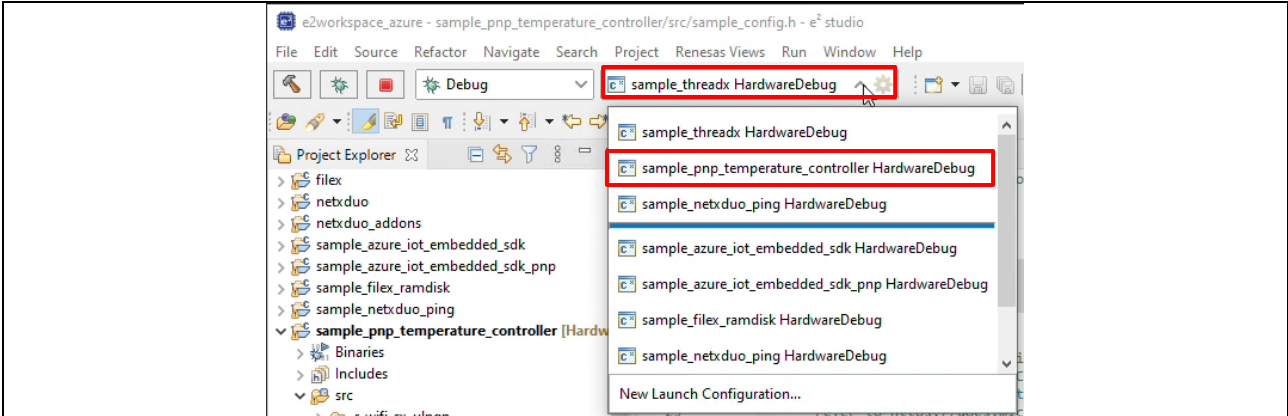 e2workspace_azure - sample_pnp_temperature_controller/src/sample_config.h - e² studio
File Edit Source Refactor Navigate Search Project Renesas Views Run Window Help
Debug
sample_threadx HardwareDebug
Project Explorer
filex
netxduo
netxduo_addons
sample_azure_iot_embedded_sdk
sample_azure_iot_embedded_sdk_pnp
sample_filex_ramdisk
sample_netxduo_ping
sample_pnp_temperature_controller [Hardw
Binaries
Includes
src
sample_threadx HardwareDebug
sample_pnp_temperature_controller HardwareDebug
sample_netxduo_ping HardwareDebug
sample_azure_iot_embedded_sdk HardwareDebug
sample_azure_iot_embedded_sdk_pnp HardwareDebug
sample_filex_ramdisk HardwareDebug
sample_netxduo_ping HardwareDebug
New Launch Configuration...